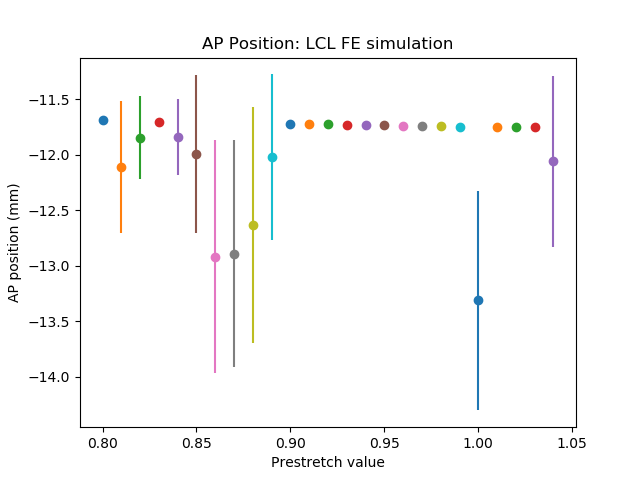 AP Position: LCL FE simulation
AP position (mm)
−11.5
−12.0
−12.5
−13.0
−13.5
−14.0
0.80 0.85 0.90 0.95 1.00 1.05
Prestretch value